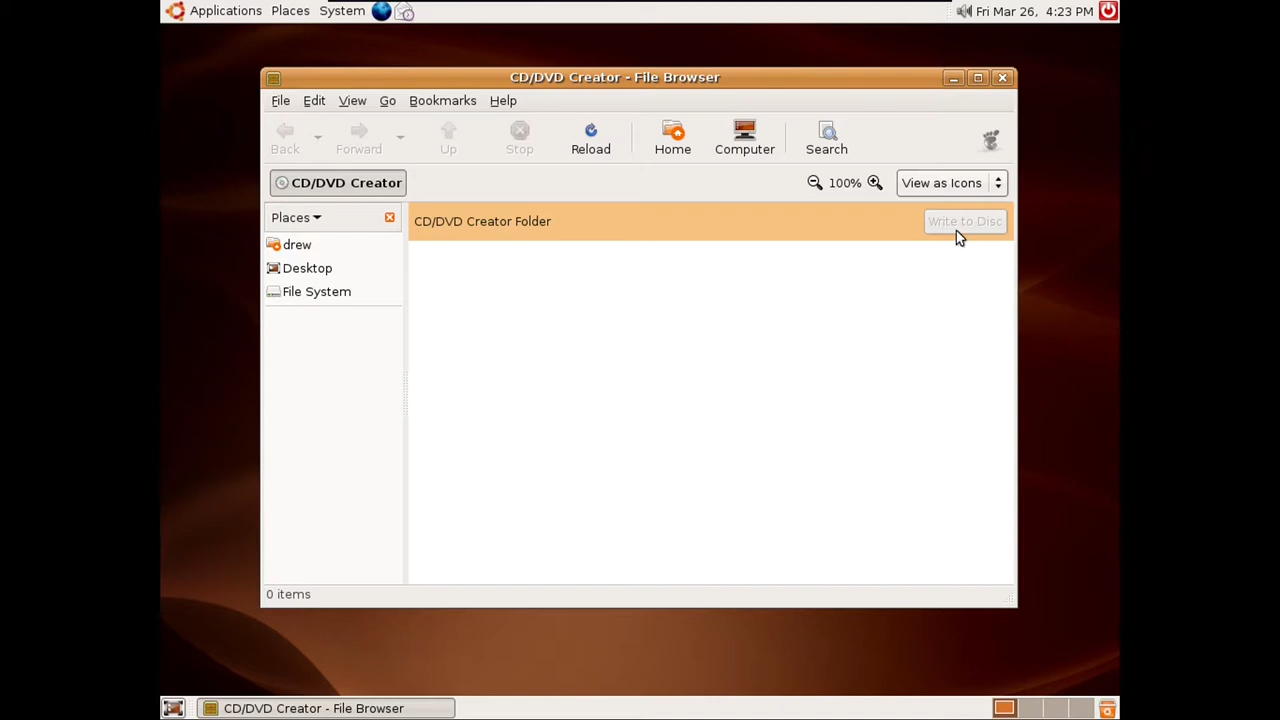 Applications Places System Fri Mar 26, 4:23 PM
CD/DVD Creator - File Browser
File Edit View Go Bookmarks Help
Back Forward Up Stop Reload Home Computer Search
CD/DVD Creator 100% View as Icons
Places CD/DVD Creator Folder Write to Disc
drew
Desktop
File System
0 items
CD/DVD Creator - File Browser